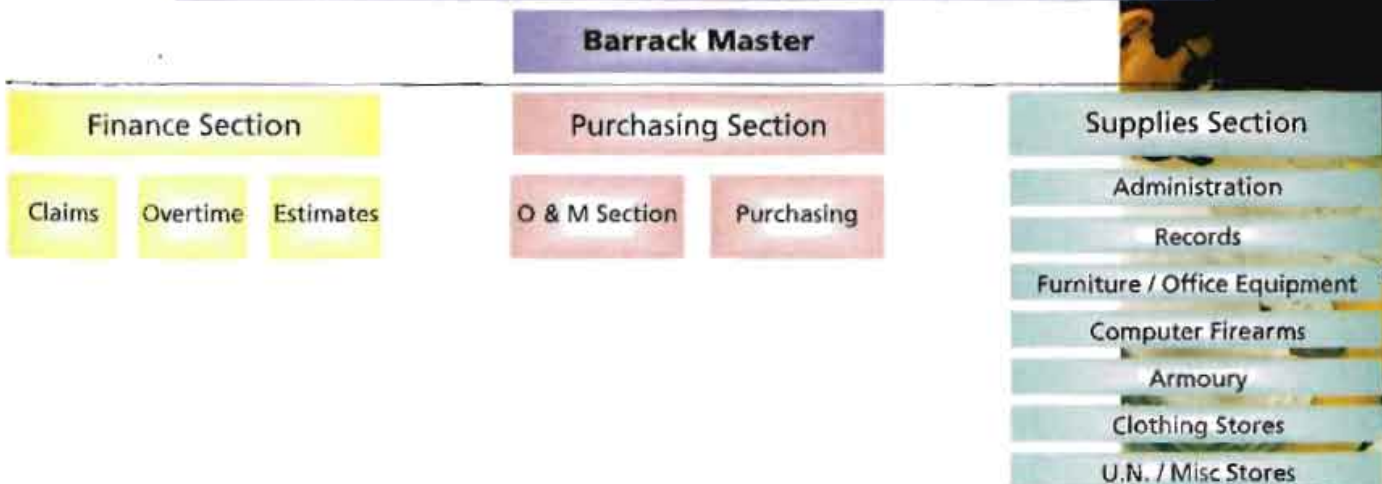 Barrack Master
Finance Section
Claims
Overtime
Estimates
Purchasing Section
O & M Section
Purchasing
Supplies Section
Administration
Records
Furniture / Office Equipment
Computer Firearms
Armoury
Clothing Stores
U.N. / Misc Stores